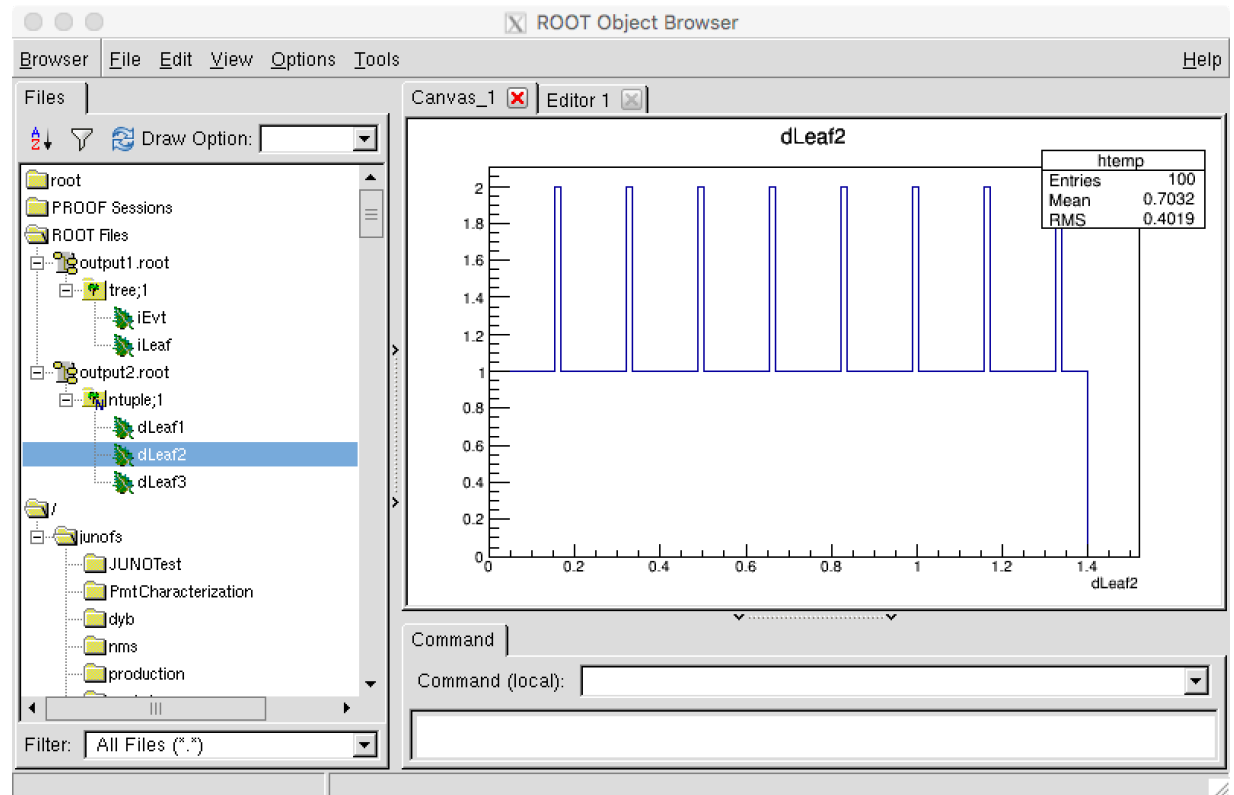 ROOT Object Browser
Browser File Edit View Options Tools Help
Files
Draw Option:
root
PROOF Sessions
ROOT Files
output1.root
tree;1
iEvt
iLeaf
output2.root
ntuple;1
dLeaf1
dLeaf2
dLeaf3
/
junofs
JUNOTest
PmtCharacterization
dyb
nms
production
Filter: All Files (*.*)
Canvas_1 Editor 1
dLeaf2
htemp
Entries 100
Mean 0.7032
RMS 0.4019
2
1.8
1.6
1.4
1.2
1
0.8
0.6
0.4
0.2
0
0 0.2 0.4 0.6 0.8 1 1.2 1.4
dLeaf2
Command
Command (local):